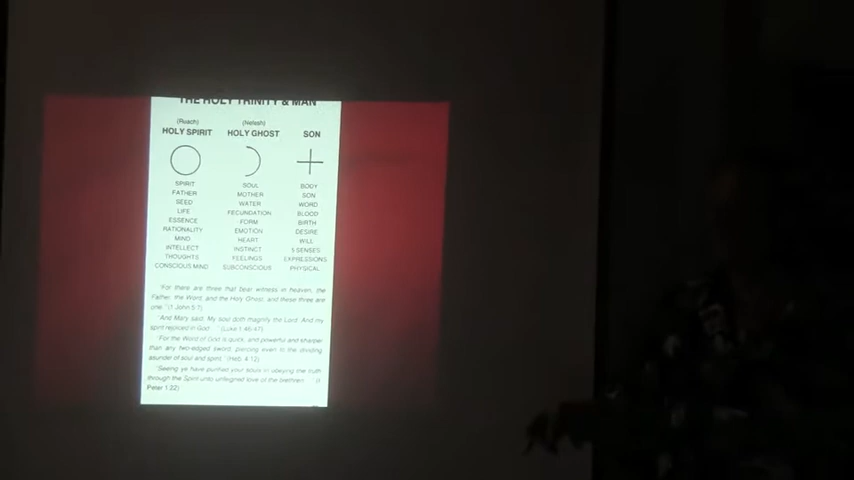 THE HOLY TRINITY & MAN
(Ruach) (Nefesh)
HOLY SPIRIT HOLY GHOST SON
SPIRIT SOUL BODY
FATHER MOTHER SON
SEED WATER WORD
LIFE FECUNDATION BLOOD
ESSENCE FORM BIRTH
RATIONALITY EMOTION DESIRE
MIND HEART WILL
INTELLECT INSTINCT 5 SENSES
THOUGHTS FEELINGS EXPRESSIONS
CONSCIOUS MIND SUBCONSCIOUS PHYSICAL
"For there are three that bear witness in heaven, the
Father, the Word, and the Holy Ghost, and these three are
one." (1 John 5:7)
"And Mary said: My soul doth magnify the Lord. And my
spirit rejoiced in God . . ." (Luke 1:46-47)
"For the Word of God is quick, and powerful and sharper
than any two-edged sword, piercing even to the dividing
asunder of soul and spirit." (Heb. 4:12)
"Seeing ye have purified your souls in obeying the truth
through the Spirit unto unfeigned love of the brethren . . . (I
Peter 1:22)